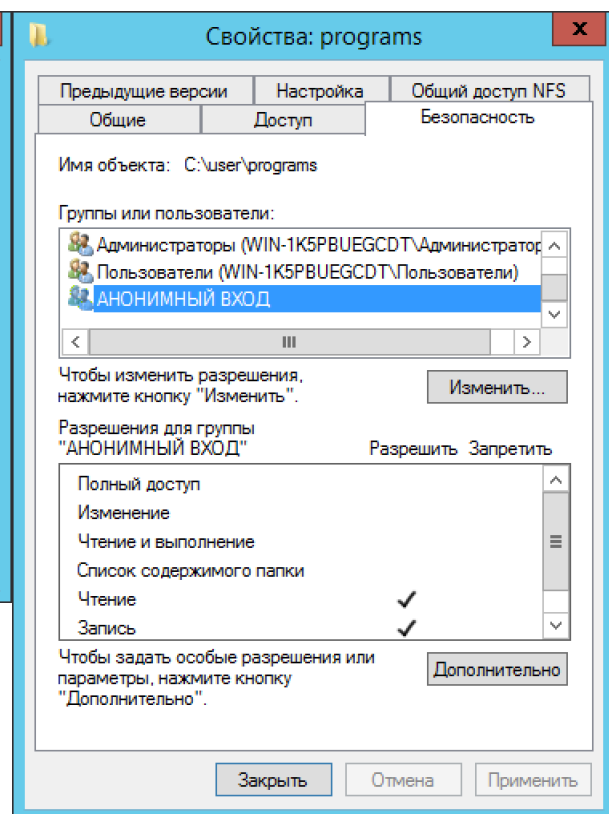 Свойства: programs
x
Предыдущие версии Настройка Общий доступ NFS
Общие Доступ Безопасность
Имя объекта: C:\user\programs
Группы или пользователи:
Администраторы (WIN-1K5PBUEGCDT\Администратор
Пользователи (WIN-1K5PBUEGCDT\Пользователи)
АНОНИМНЫЙ ВХОД
Чтобы изменить разрешения,
нажмите кнопку "Изменить".
Изменить...
Разрешения для группы
"АНОНИМНЫЙ ВХОД" Разрешить Запретить
Полный доступ
Изменение
Чтение и выполнение
Список содержимого папки
Чтение
Запись
Чтобы задать особые разрешения или
параметры, нажмите кнопку
"Дополнительно".
Дополнительно
Закрыть Отмена Применить